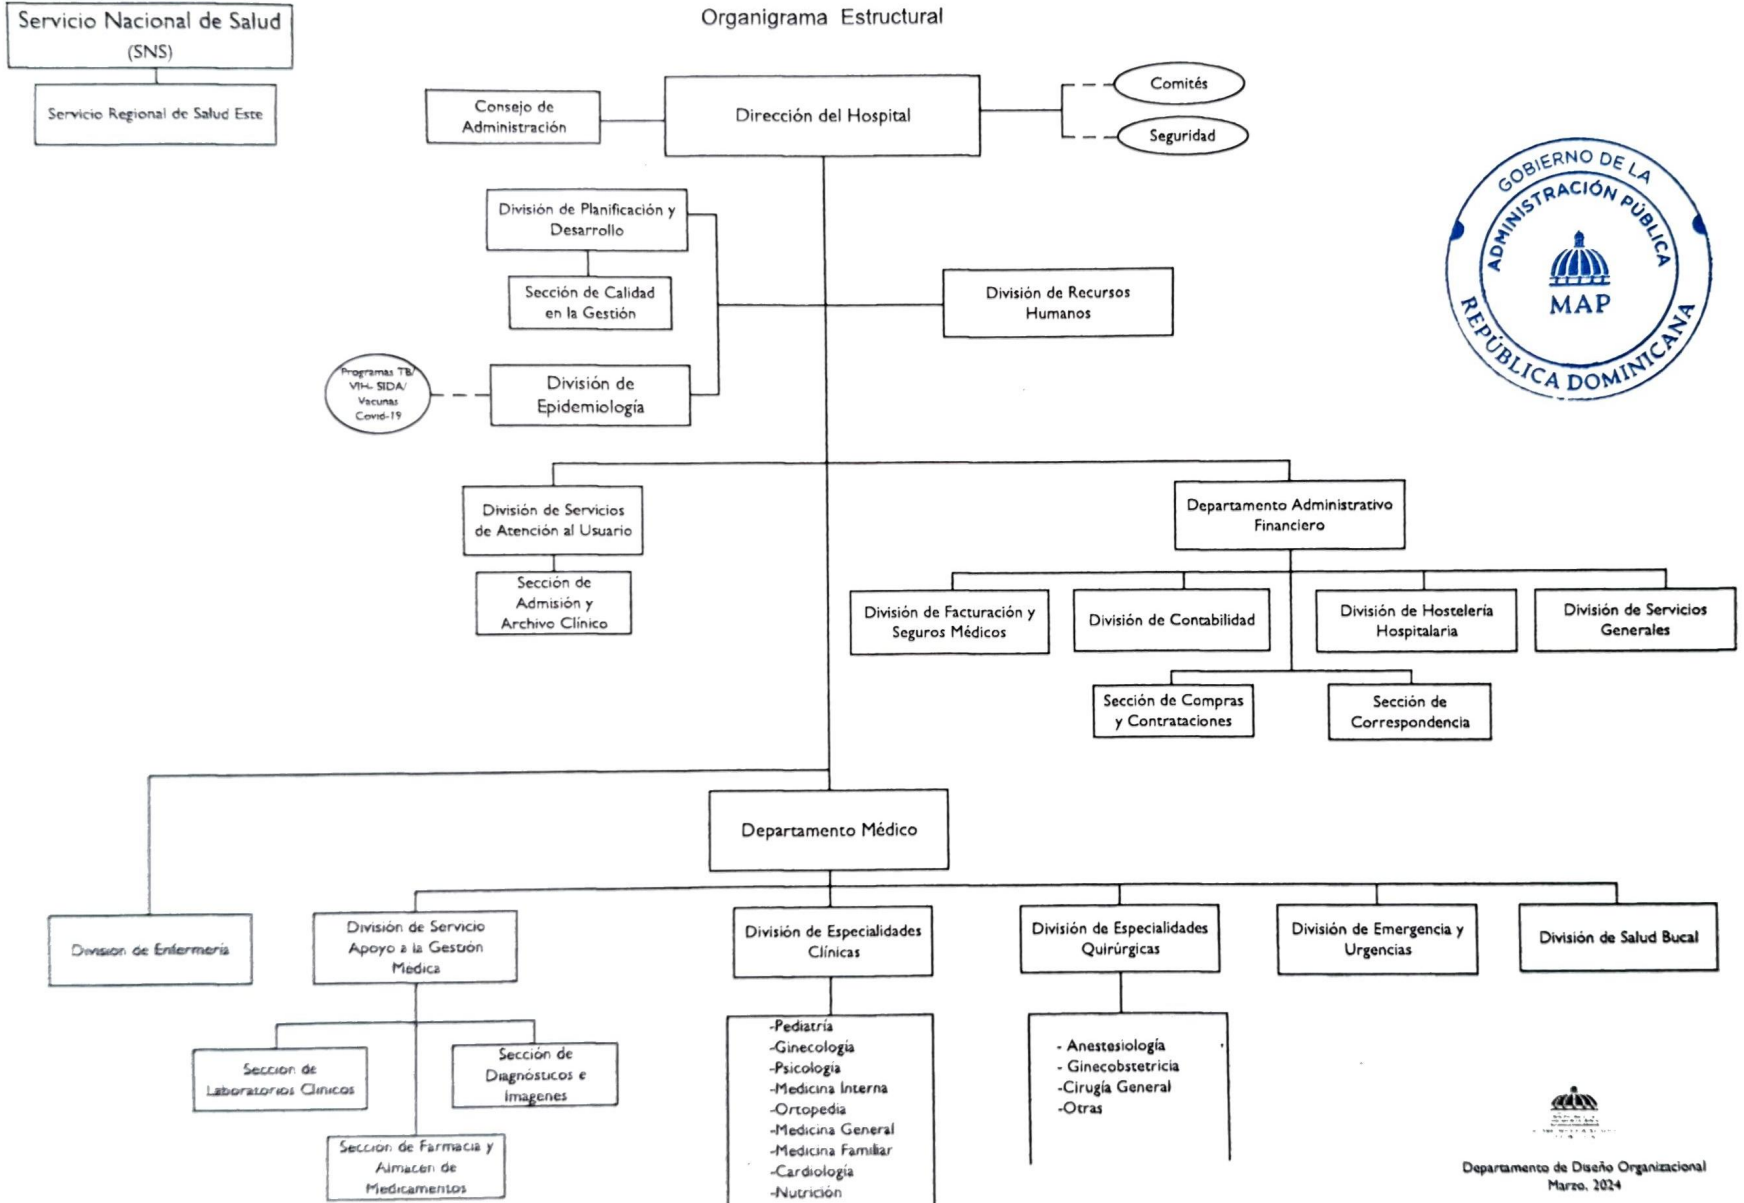 Servicio Nacional de Salud
(SNS)
Servicio Regional de Salud Este
Organigrama Estructural
Consejo de
Administración
Dirección del Hospital
Comités
Seguridad
GOBIERNO DE LA
REPÚBLICA DOMINICANA
ADMINISTRACIÓN PÚBLICA
MAP
División de Planificación y
Desarrollo
Sección de Calidad
en la Gestión
División de Recursos
Humanos
Programas TB/
VIH- SIDA/
Vacunas
Covid-19
División de
Epidemiología
División de Servicios
de Atención al Usuario
Sección de
Admisión y
Archivo Clínico
Departamento Administrativo
Financiero
División de Facturación y
Seguros Médicos
División de Contabilidad
División de Hostelería
Hospitalaria
División de Servicios
Generales
Sección de Compras
y Contrataciones
Sección de
Correspondencia
Departamento Médico
División de Enfermería
División de Servicio
Apoyo a la Gestión
Médica
División de Especialidades
Clínicas
División de Especialidades
Quirúrgicas
División de Emergencia y
Urgencias
División de Salud Bucal
Sección de
Laboratorios Clínicos
Sección de
Diagnósticos e
Imagenes
Sección de Farmacia y
Almacen de
Medicamentos
-Pediatría
-Ginecología
-Psicología
-Medicina Interna
-Ortopedia
-Medicina General
-Medicina Familiar
-Cardiología
-Nutrición
- Anestesiología
- Ginecobstetricia
-Cirugía General
-Otras
Departamento de Diseño Organizacional
Marzo, 2024